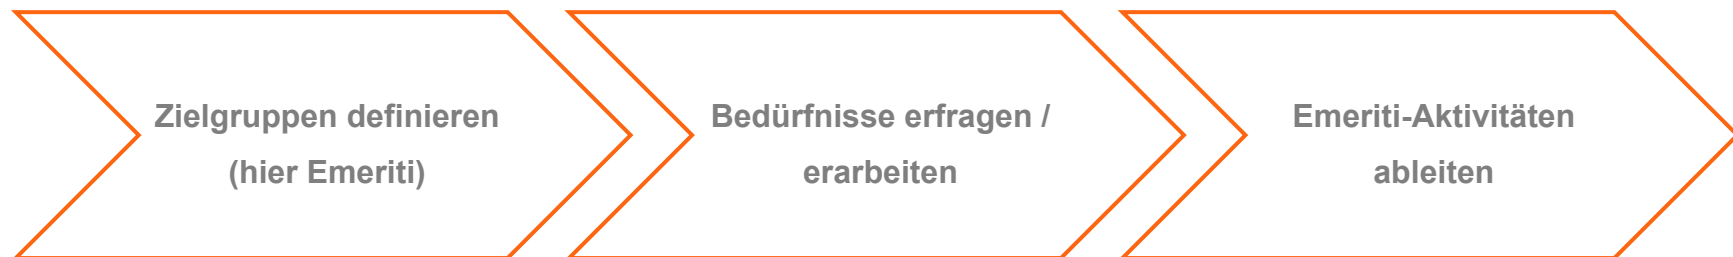 Zielgruppen definieren
(hier Emeriti)
Bedürfnisse erfragen /
erarbeiten
Emeriti-Aktivitäten
ableiten